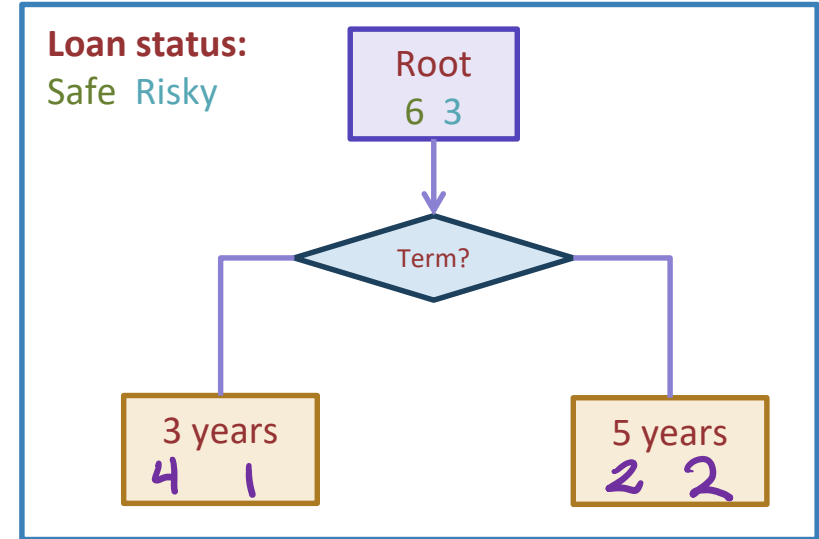 Loan status:
Safe Risky
Root
6 3
Term?
3 years
4 1
5 years
2 2